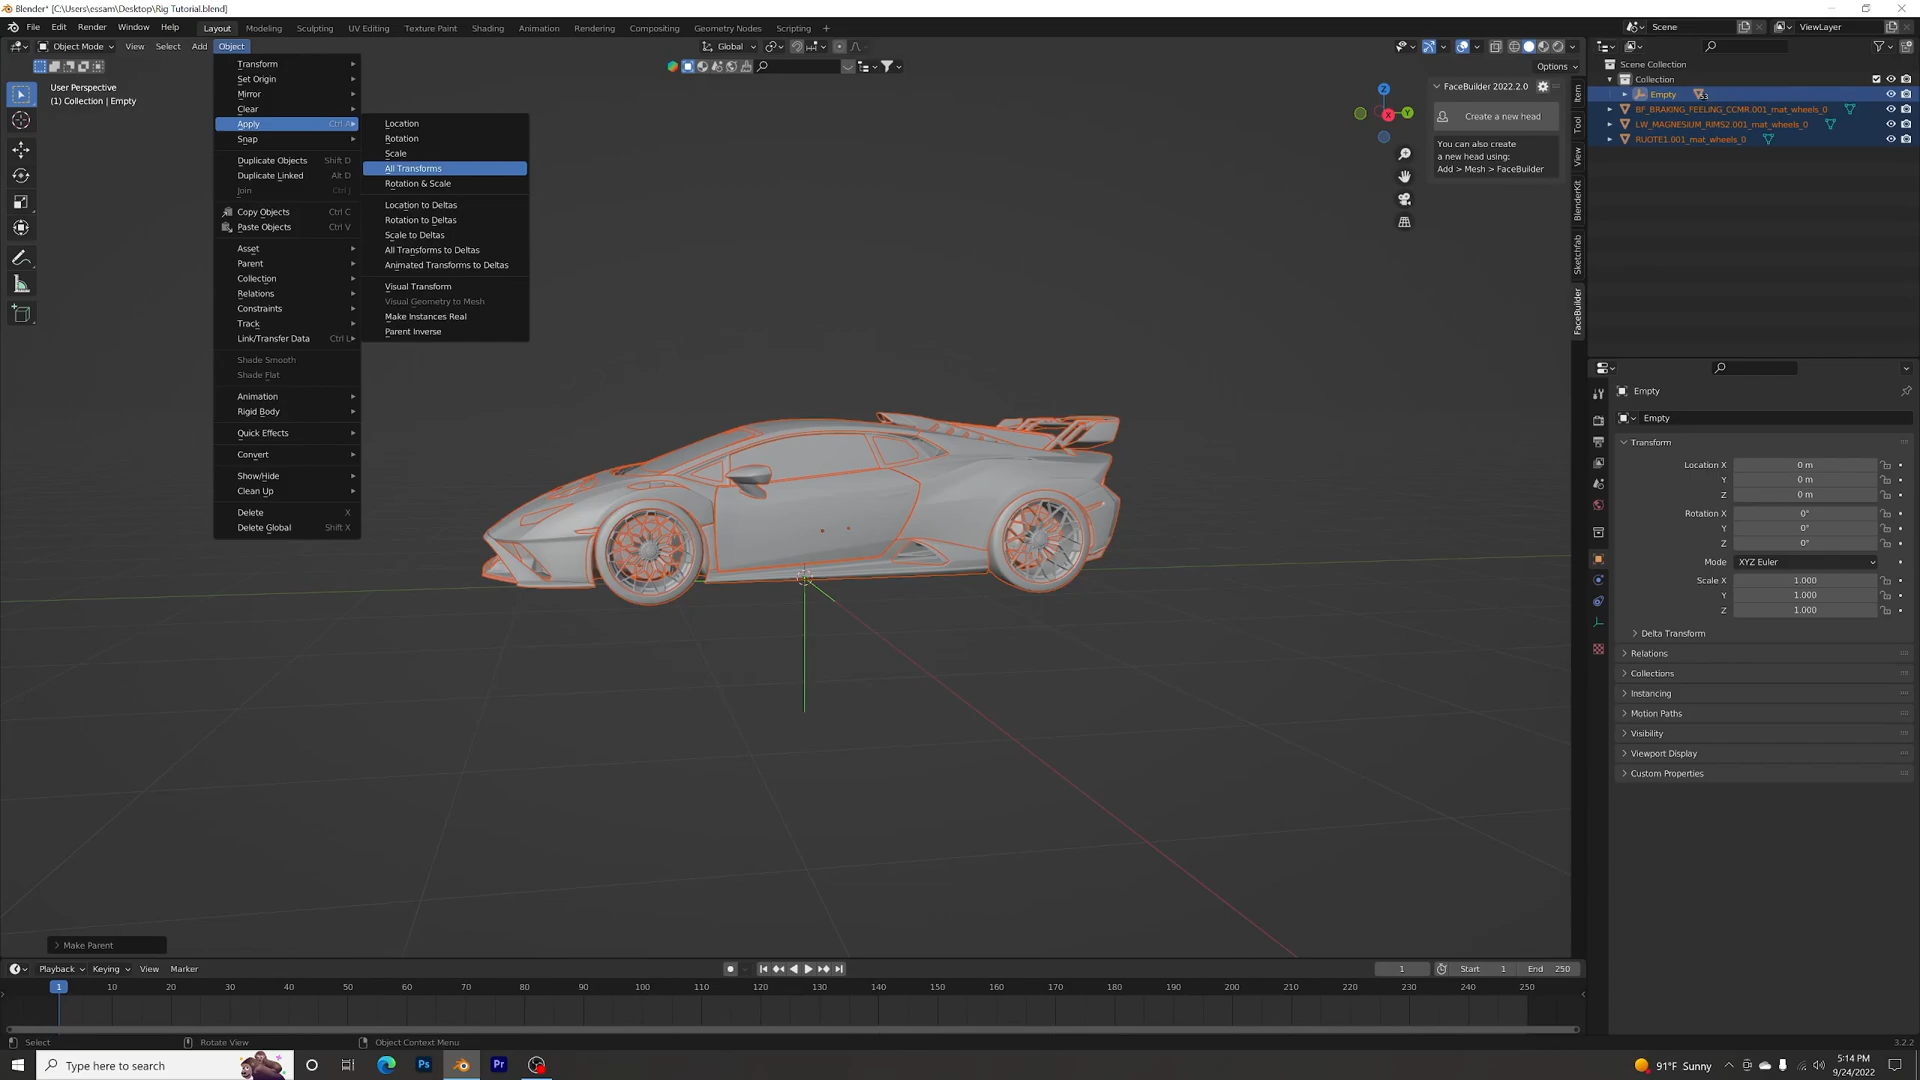 Blender* [C:\Users\essam\Desktop\Rig Tutorial.blend]
File Edit Render Window Help Layout Modeling Sculpting UV Editing Texture Paint Shading Animation Rendering Compositing Geometry Nodes Scripting Scene ViewLayer
Object Mode View Select Add Object Global
Options
User Perspective
(1) Collection | Empty
Transform
Set Origin
Mirror
Clear
Apply Ctrl A
Snap
Duplicate Objects Shift D
Duplicate Linked Alt D
Join Ctrl J
Copy Objects Ctrl C
Paste Objects Ctrl V
Asset
Parent
Collection
Relations
Constraints
Track
Link/Transfer Data Ctrl L
Shade Smooth
Shade Flat
Animation
Rigid Body
Quick Effects
Convert
Show/Hide
Clean Up
Delete X
Delete Global Shift X
Location
Rotation
Scale
All Transforms
Rotation & Scale
Location to Deltas
Rotation to Deltas
Scale to Deltas
All Transforms to Deltas
Animated Transforms to Deltas
Visual Transform
Visual Geometry to Mesh
Make Instances Real
Parent Inverse
Z
Y
X
FaceBuilder 2022.2.0
Create a new head
You can also create
a new head using:
Add > Mesh > FaceBuilder
Item
Tool
View
BlenderKit
Sketchfab
FaceBuilder
Scene Collection
Collection
Empty 53
BF_BRAKING_FEELING_CCMR.001_mat_wheels_0
LW_MAGNESIUM_RIMS2.001_mat_wheels_0
RUOTE1.001_mat_wheels_0
Empty
Empty
Transform
Location X 0 m
Y 0 m
Z 0 m
Rotation X 0°
Y 0°
Z 0°
Mode XYZ Euler
Scale X 1.000
Y 1.000
Z 1.000
Delta Transform
Relations
Collections
Instancing
Motion Paths
Visibility
Viewport Display
Custom Properties
Make Parent
Playback Keying View Marker 1 Start 1 End 250
1 10 20 30 40 50 60 70 80 90 100 110 120 130 140 150 160 170 180 190 200 210 220 230 240 250
Select Rotate View Object Context Menu 3.2.2
Type here to search Ps Pr 91°F Sunny 5:14 PM
9/24/2022